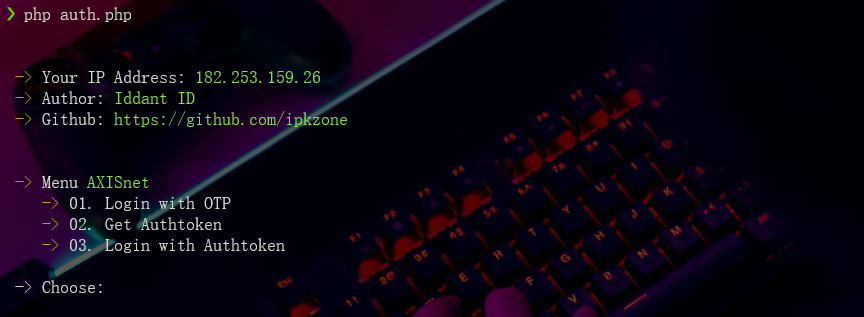 ❯ php auth.php
-> Your IP Address: 182.253.159.26
-> Author: Iddant ID
-> Github: https://github.com/ipkzone
-> Menu AXISnet
-> 01. Login with OTP
-> 02. Get Authtoken
-> 03. Login with Authtoken
-> Choose: